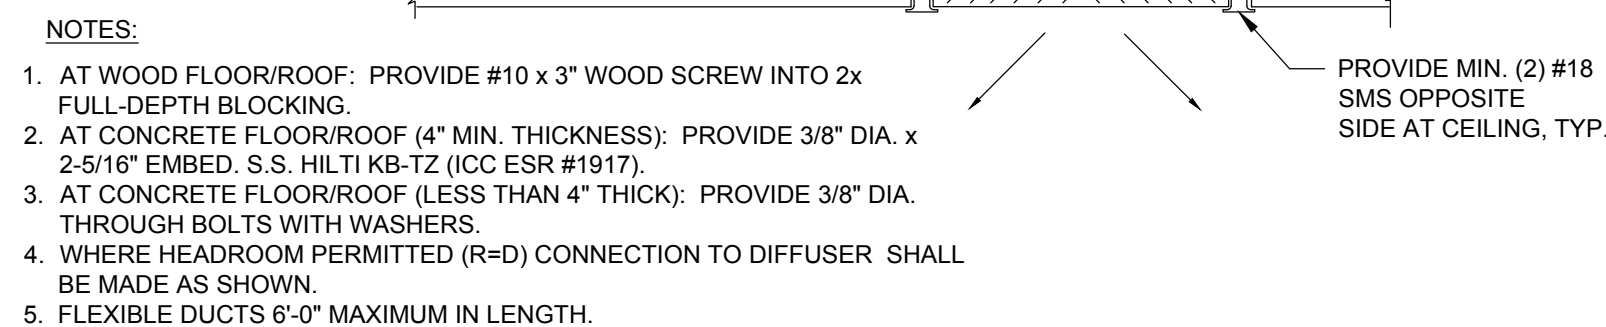 NOTES:
1. AT WOOD FLOOR/ROOF: PROVIDE #10 x 3" WOOD SCREW INTO 2x
FULL-DEPTH BLOCKING.
2. AT CONCRETE FLOOR/ROOF (4" MIN. THICKNESS): PROVIDE 3/8" DIA. x
2-5/16" EMBED. S.S. HILTI KB-TZ (ICC ESR #1917).
3. AT CONCRETE FLOOR/ROOF (LESS THAN 4" THICK): PROVIDE 3/8" DIA.
THROUGH BOLTS WITH WASHERS.
4. WHERE HEADROOM PERMITTED (R=D) CONNECTION TO DIFFUSER SHALL
BE MADE AS SHOWN.
5. FLEXIBLE DUCTS 6'-0" MAXIMUM IN LENGTH.
PROVIDE MIN. (2) #18
SMS OPPOSITE
SIDE AT CEILING, TYP.